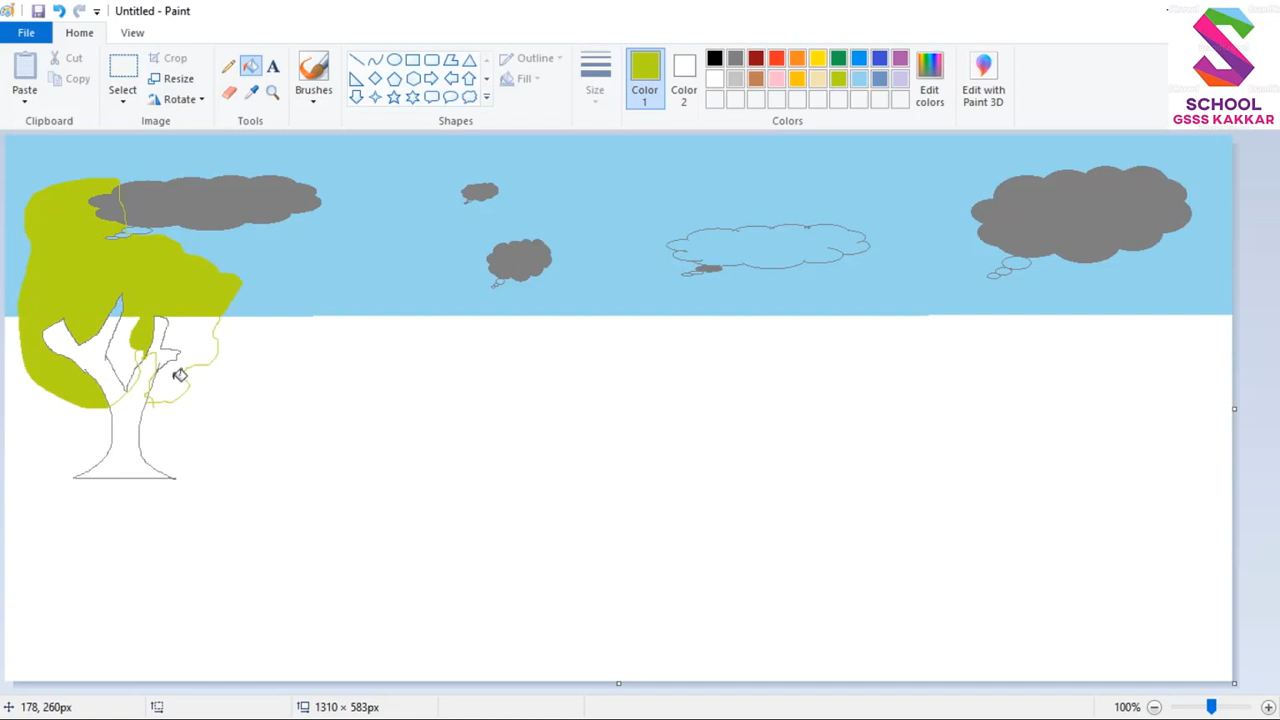 Untitled - Paint
File
Home
View
Paste
Cut
Copy
Clipboard
Select
Crop
Resize
Rotate
Image
A
Tools
Brushes
Outline
Fill
Shapes
Size
Color
1
Color
2
Edit
colors
Edit with
Paint 3D
Colors
SCHOOL
GSSS KAKKAR
178, 260px
1310 × 583px
100%